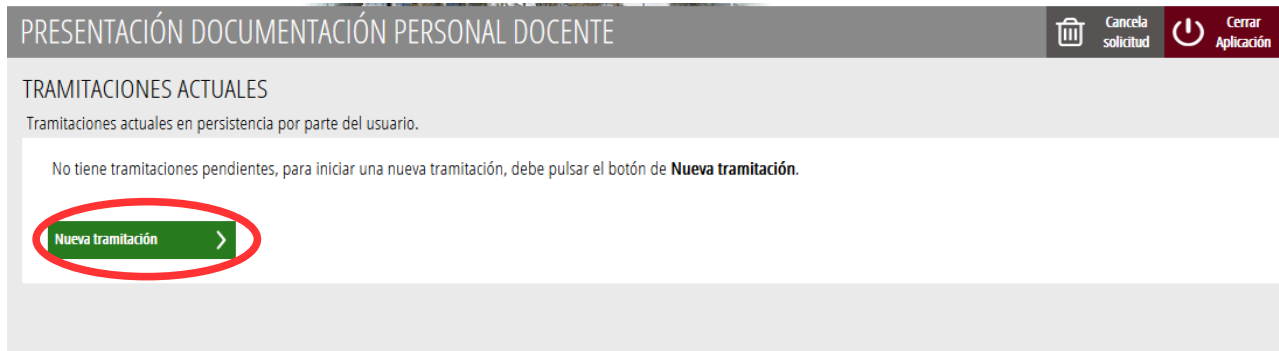 PRESENTACIÓN DOCUMENTACIÓN PERSONAL DOCENTE
Cancela
solicitud
Cerrar
Aplicación
TRAMITACIONES ACTUALES
Tramitaciones actuales en persistencia por parte del usuario.
No tiene tramitaciones pendientes, para iniciar una nueva tramitación, debe pulsar el botón de Nueva tramitación.
Nueva tramitación